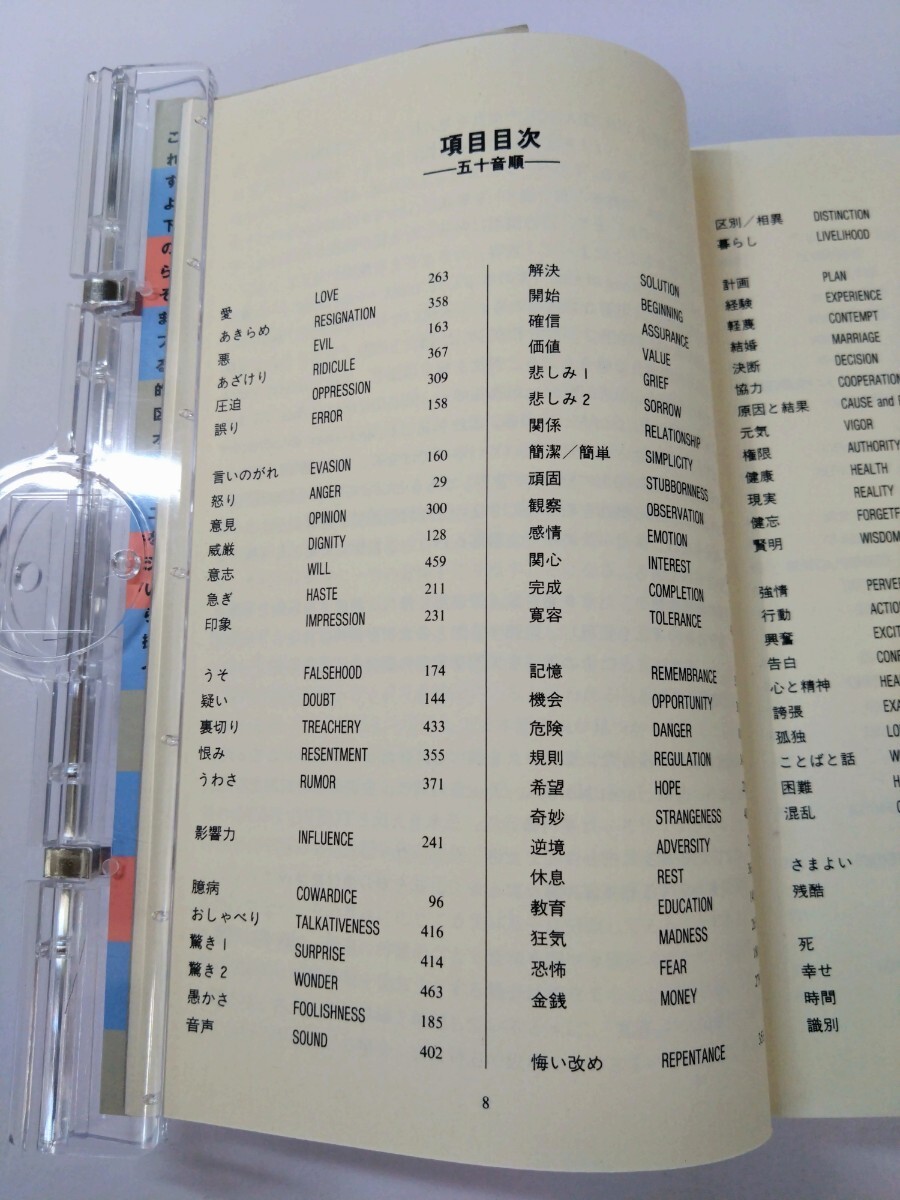 項目目次
—五十音順—
愛 LOVE 263
あきらめ RESIGNATION 358
悪 EVIL 163
あざけり RIDICULE 367
圧迫 OPPRESSION 309
誤り ERROR 158
言いのがれ EVASION 160
怒り ANGER 29
意見 OPINION 300
威厳 DIGNITY 128
意志 WILL 459
急ぎ HASTE 211
印象 IMPRESSION 231
うそ FALSEHOOD 174
疑い DOUBT 144
裏切り TREACHERY 433
恨み RESENTMENT 355
うわさ RUMOR 371
影響力 INFLUENCE 241
臆病 COWARDICE 96
おしゃべり TALKATIVENESS 416
驚き1 SURPRISE 414
驚き2 WONDER 463
愚かさ FOOLISHNESS 185
音声 SOUND 402
解決 SOLUTION
開始 BEGINNING
確信 ASSURANCE
価値 VALUE
悲しみ1 GRIEF
悲しみ2 SORROW
関係 RELATIONSHIP
簡潔/簡単 SIMPLICITY
頑固 STUBBORNNESS
観察 OBSERVATION
感情 EMOTION
関心 INTEREST
完成 COMPLETION
寛容 TOLERANCE
記憶 REMEMBRANCE
機会 OPPORTUNITY
危険 DANGER
規則 REGULATION
希望 HOPE
奇妙 STRANGENESS
逆境 ADVERSITY
休息 REST
教育 EDUCATION
狂気 MADNESS
恐怖 FEAR
金銭 MONEY
悔い改め REPENTANCE
8
区別/相異 DISTINCTION
暮らし LIVELIHOOD
計画 PLAN
経験 EXPERIENCE
軽蔑 CONTEMPT
結婚 MARRIAGE
決断 DECISION
協力 COOPERATION
原因と結果 CAUSE and
元気 VIGOR
権限 AUTHORITY
健康 HEALTH
現実 REALITY
健忘 FORGETF
賢明 WISDOM
強情 PERVER
行動 ACTIO
興奮 EXCIT
告白 CONF
心と精神 HEA
誇張 EXA
孤独 LO
ことばと話 W
困難 H
混乱
さまよい
残酷
死
幸せ
時間
識別